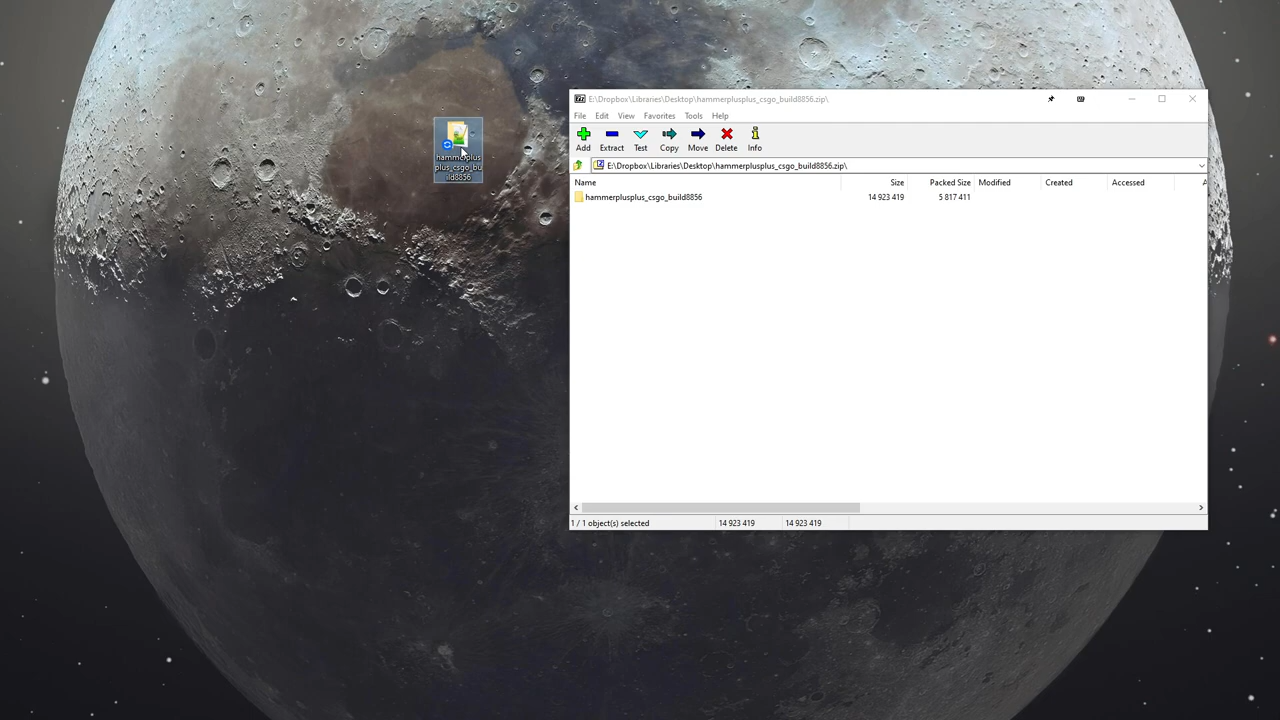 hammerplus
plus_csgo_bu
ild8856
E:\Dropbox\Libraries\Desktop\hammerplusplus_csgo_build8856.zip\
File Edit View Favorites Tools Help
Add Extract Test Copy Move Delete Info
E:\Dropbox\Libraries\Desktop\hammerplusplus_csgo_build8856.zip\
Name Size Packed Size Modified Created Accessed A
hammerplusplus_csgo_build8856 14 923 419 5 817 411
1 / 1 object(s) selected 14 923 419 14 923 419